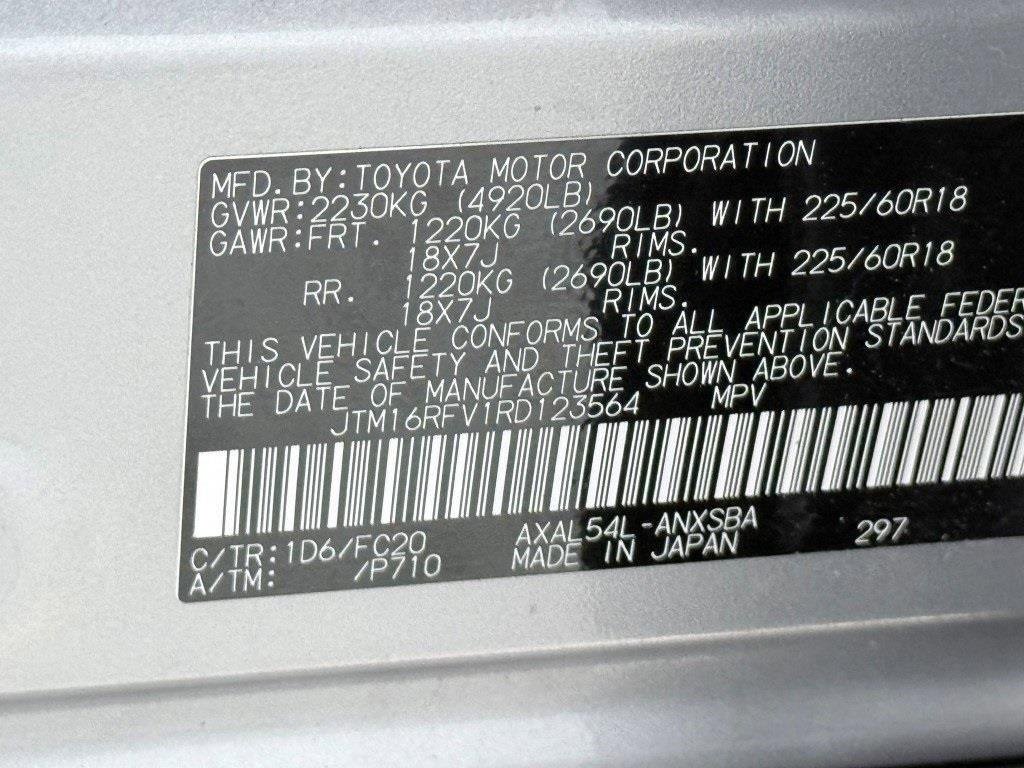 MFD.BY:TOYOTA MOTOR CORPORATION
GVWR:2230KG (4920LB)
GAWR:FRT. 1220KG (2690LB) WITH 225/60R18
18X7J RIMS.
RR. 1220KG (2690LB) WITH 225/60R18
18X7J RIMS.
THIS VEHICLE CONFORMS TO ALL APPLICABLE FEDER
VEHICLE SAFETY AND THEFT PREVENTION STANDARDS
THE DATE OF MANUFACTURE SHOWN ABOVE.
JTM16RFV1RD123564 MPV
C/TR:1D6/FC20 AXAL54L-ANXSBA 297
A/TM: /P710 MADE IN JAPAN